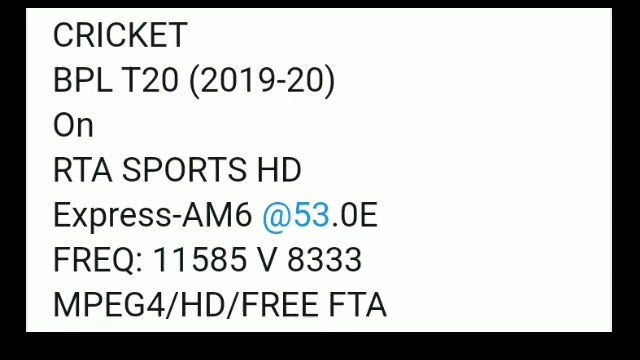 CRICKET
BPL T20 (2019-20)
On
RTA SPORTS HD
Express-AM6 @53.0E
FREQ: 11585 V 8333
MPEG4/HD/FREE FTA